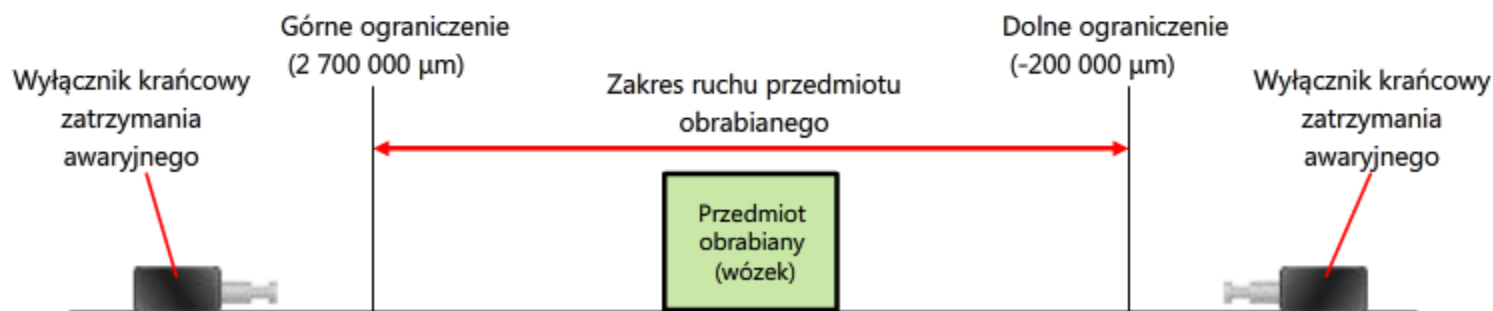 Górne ograniczenie
(2 700 000 µm)
Dolne ograniczenie
(-200 000 µm)
Wyłącznik krańcowy
zatrzymania
awaryjnego
Zakres ruchu przedmiotu
obrabianego
Wyłącznik krańcowy
zatrzymania
awaryjnego
Przedmiot
obrabiany
(wózek)